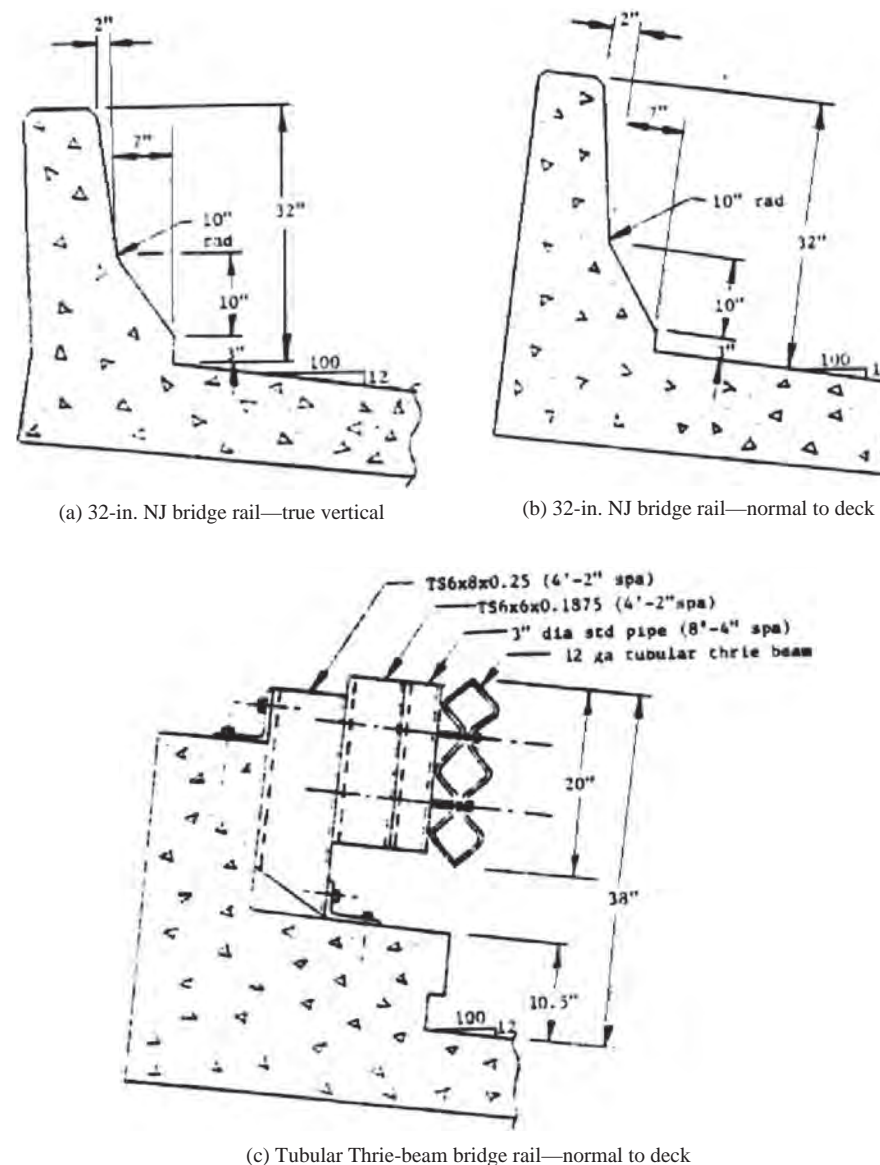 2"
7"
10"
rad
32"
10"
3"
100
12
(a) 32-in. NJ bridge rail—true vertical
2"
7"
10" rad
32"
10"
100
(b) 32-in. NJ bridge rail—normal to deck
TS6x8x0.25 (4'-2" spa)
TS6x6x0.1875 (4'-2"spa)
3" dia std pipe (8'-4" spa)
12 ga tubular thrie beam
20"
38"
10.5"
100
12
(c) Tubular Thrie-beam bridge rail—normal to deck